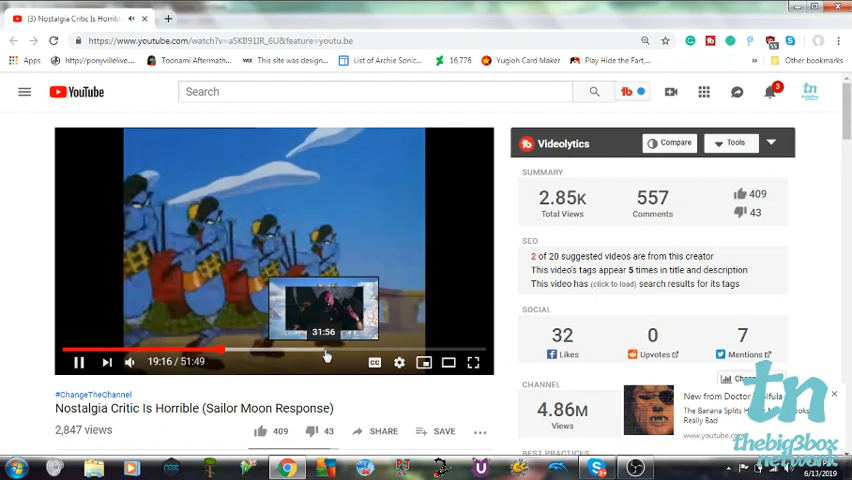 (3) Nostalgia Critic Is Horrible
https://www.youtube.com/watch?v=aSKB91IR_6U&feature=youtu.be
Apps
http://ponyvillelive...
Toonami Aftermath...
This site was design...
List of Archie Sonic...
16,776
Yugioh Card Maker
Play Hide the Fart,...
»
Other bookmarks
YouTube
Search
3
tn
Videolytics
Compare
Tools
SUMMARY
2.85K
Total Views
557
Comments
409
43
SEO
2 of 20 suggested videos are from this creator
This video's tags appear 5 times in title and description
This video has (click to load) search results for its tags
SOCIAL
32
Likes
0
Upvotes
7
Mentions
31:56
19:16 / 51:49
CC
CHANNEL
4.86M
Views
New from Doctor
The Banana Splits
Really Bad
www.youtube.com
#ChangeTheChannel
Nostalgia Critic Is Horrible (Sailor Moon Response)
2,847 views
409
43
SHARE
SAVE
BEST PRACTICES
tn
thebig3box
network
6/13/2019